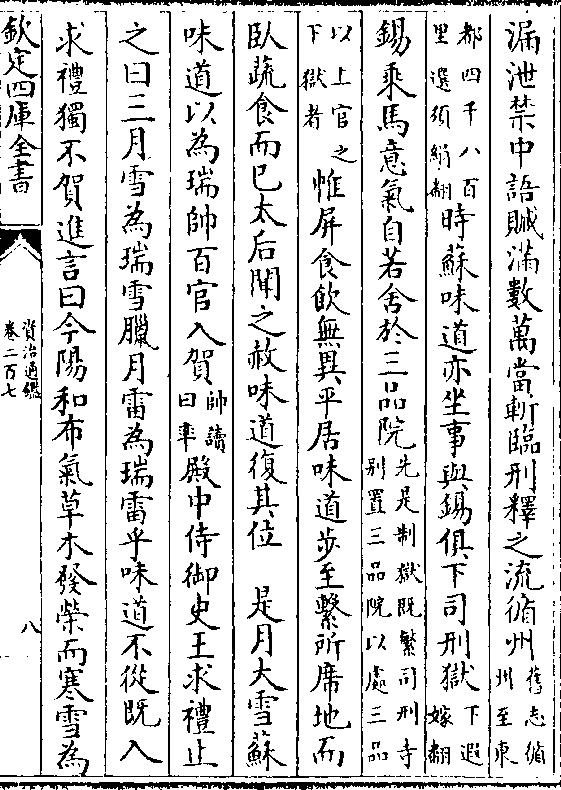 漏泄禁中語贓滿數萬當斬臨刑釋之流循州舊志循州至東
都四千八百里選須絹翻時蘇味道亦坐事與錫俱下司刑獄下遐嫁翻
錫乘馬意氣自若舍於三品院先是制獄既繁司刑寺别置三品院以處三品
以上官之下獄者惟屏食飲無異平居味道步至繫所席地而
臥蔬食而已太后聞之赦味道復其位　是月大雪蘇
味道以為瑞帥百官入賀帥讀曰率殿中侍御史王求禮止
之曰三月雪為瑞雪臘月雷為瑞雷乎味道不從既入
求禮獨不賀進言曰今陽和布氣草木發榮而寒雪為
欽定四庫全書
資治通鑑
卷二百七
八